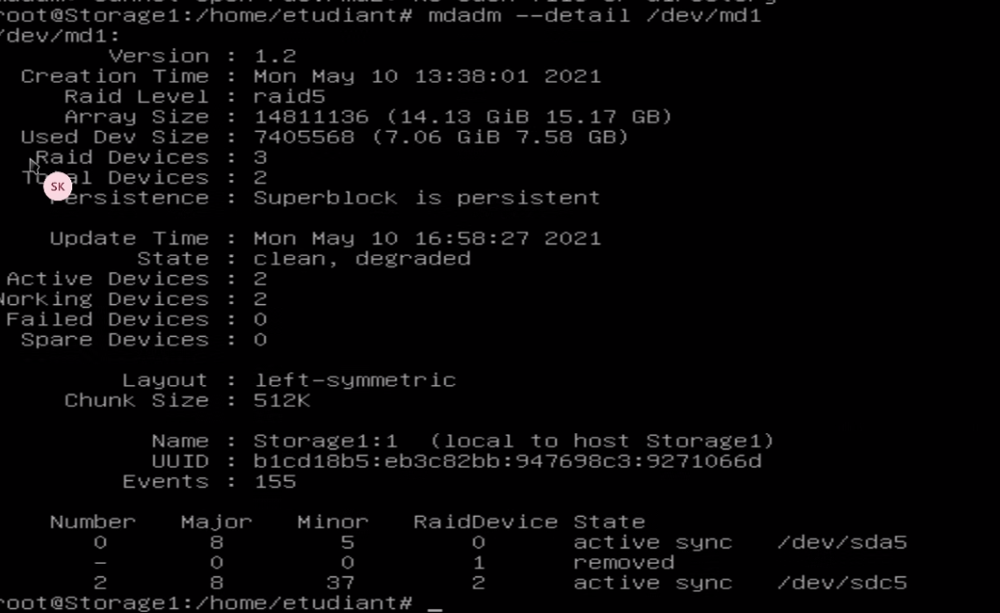 root@Storage1:/home/etudiant# mdadm --detail /dev/md1
/dev/md1:
Version : 1.2
Creation Time : Mon May 10 13:38:01 2021
Raid Level : raid5
Array Size : 14811136 (14.13 GiB 15.17 GB)
Used Dev Size : 7405568 (7.06 GiB 7.58 GB)
Raid Devices : 3
Total Devices : 2
SK
Persistence : Superblock is persistent
Update Time : Mon May 10 16:58:27 2021
State : clean, degraded
Active Devices : 2
Working Devices : 2
Failed Devices : 0
Spare Devices : 0
Layout : left-symmetric
Chunk Size : 512K
Name : Storage1:1 (local to host Storage1)
UUID : b1cd18b5:eb3c82bb:947698c3:9271066d
Events : 155
Number Major Minor RaidDevice State
0 8 5 0 active sync /dev/sda5
- 0 0 1 removed
2 8 37 2 active sync /dev/sdc5
root@Storage1:/home/etudiant# _